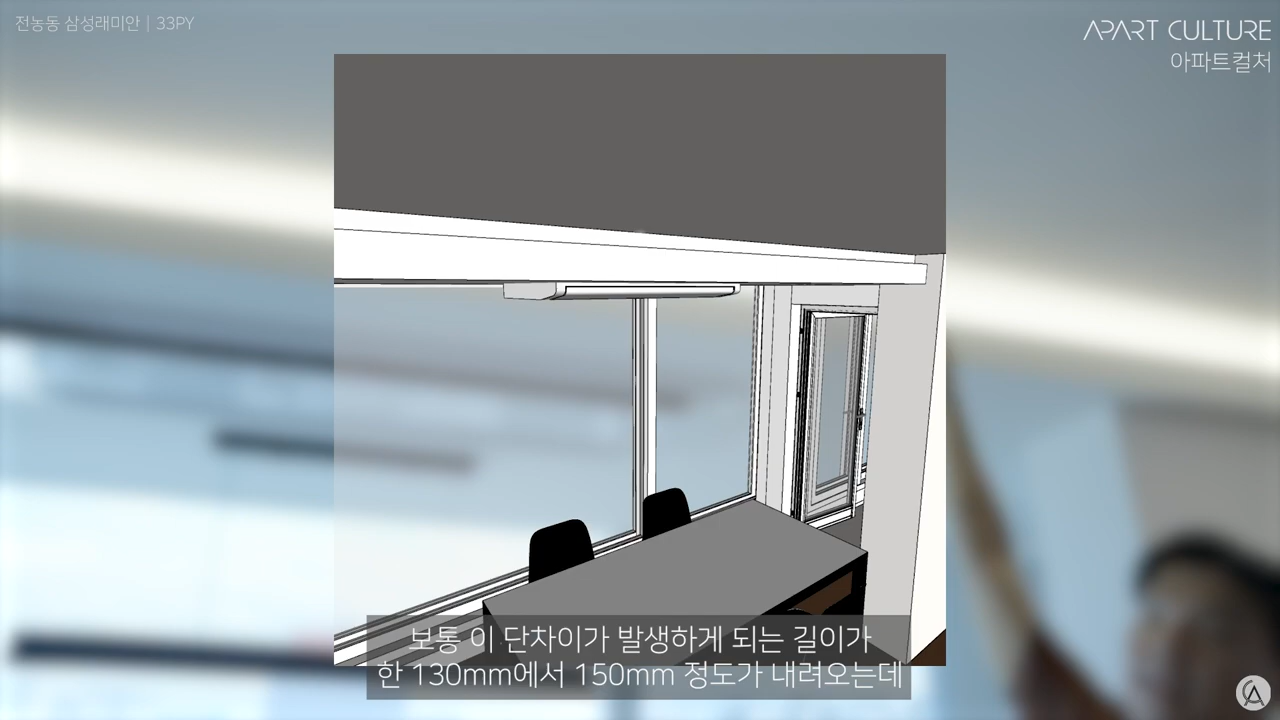 전농동 삼성래미안 | 33PY
APART CULTURE
아파트컬처
보통 이 단차이가 발생하게 되는 길이가
한 130mm에서 150mm 정도가 내려오는데